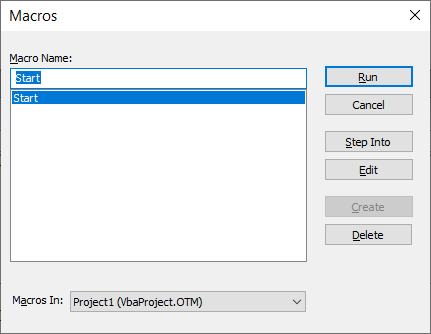 Macros
Macro Name:
Start
Start
Run
Cancel
Step Into
Edit
Create
Delete
Macros In:
Project1 (VbaProject.OTM)